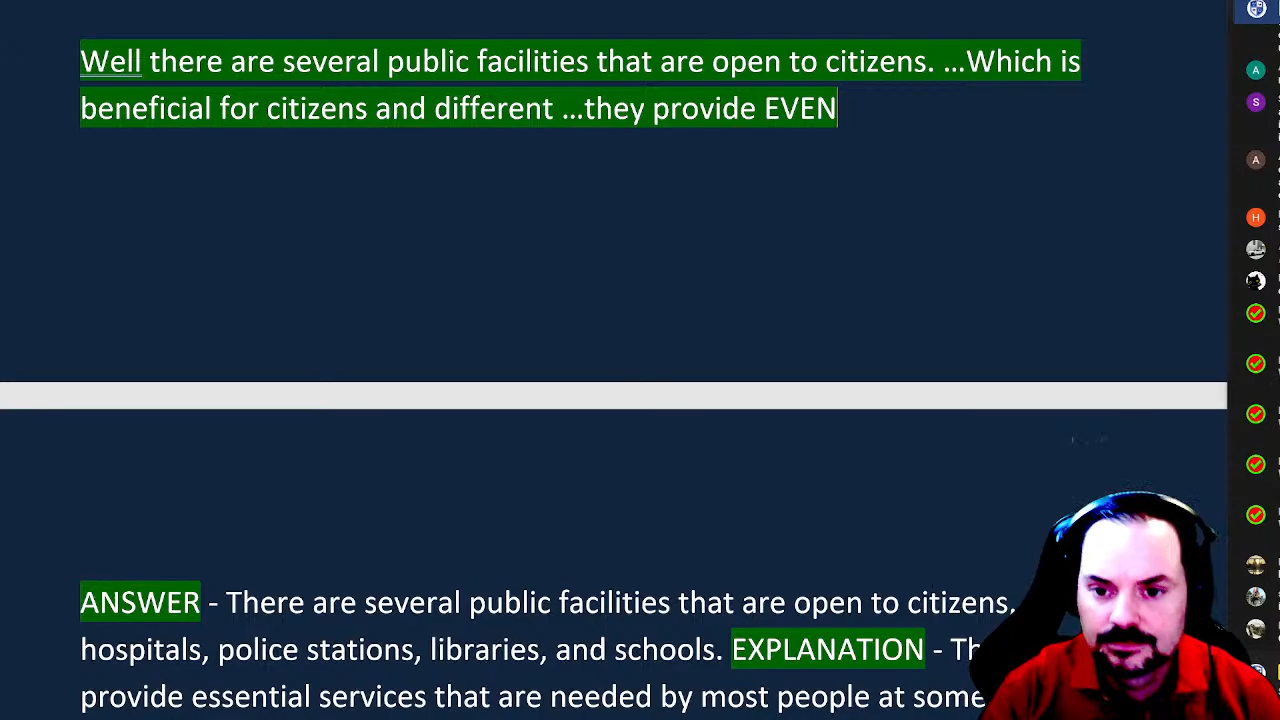 Well there are several public facilities that are open to citizens. …Which is
beneficial for citizens and different …they provide EVEN
A
S
A
H
ANSWER - There are several public facilities that are open to citizens,
hospitals, police stations, libraries, and schools. EXPLANATION -
provide essential services that are needed by most people at some